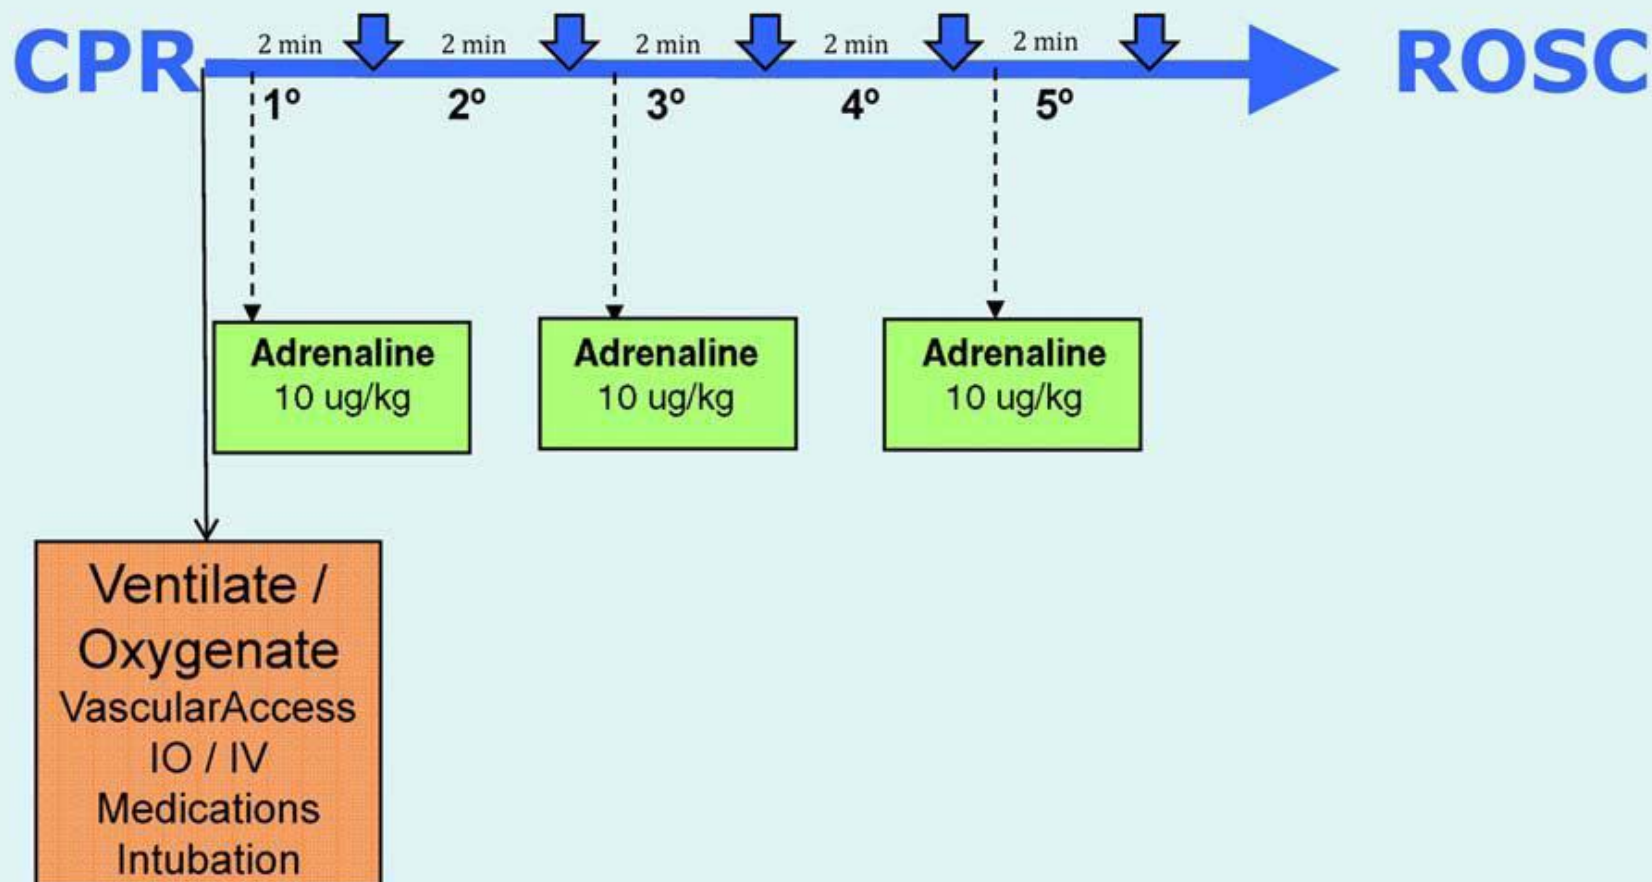 CPR
2 min
2 min
2 min
2 min
2 min
ROSC
1º
2º
3º
4º
5º
Adrenaline
10 ug/kg
Adrenaline
10 ug/kg
Adrenaline
10 ug/kg
Ventilate /
Oxygenate
VascularAccess
IO / IV
Medications
Intubation